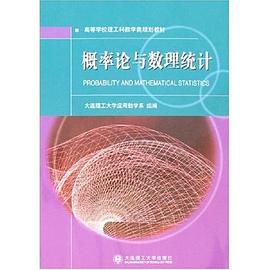 高等学校理工科数学类规划教材
概率论与数理统计
PROBABILITY AND MATHEMATICAL STATISTICS
大连理工大学应用数学系 组编
大连理工大学出版社